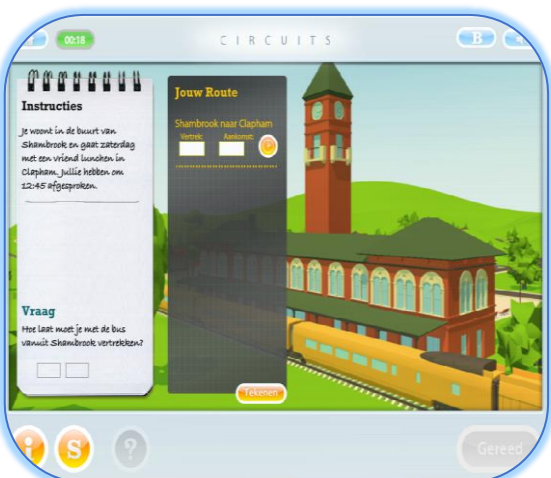 00:18
CIRCUITS
B
Instructies
Je woont in de buurt van
Shambrook en gaat zaterdag
met een vriend lunchen in
Clapham. Jullie hebben om
12:45 afgesproken.
Vraag
Hoe laat moet je met de bus
vanuit Shambrook vertrekken?
Jouw Route
Shambrook naar Clapham
Vertrek: Aankomst:
Tekenen
i
S
?
Gereed